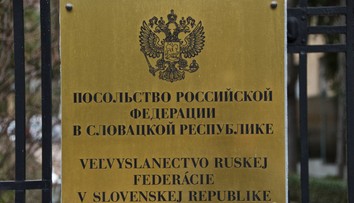 ПОСОЛЬСТВО РОССИЙСКОЙ
ФЕДЕРАЦИИ
В СЛОВАЦКОЙ РЕСПУБЛИКЕ
VEĽVYSLANECTVO RUSKEJ
FEDERÁCIE
V SLOVENSKEJ REPUBLIKE